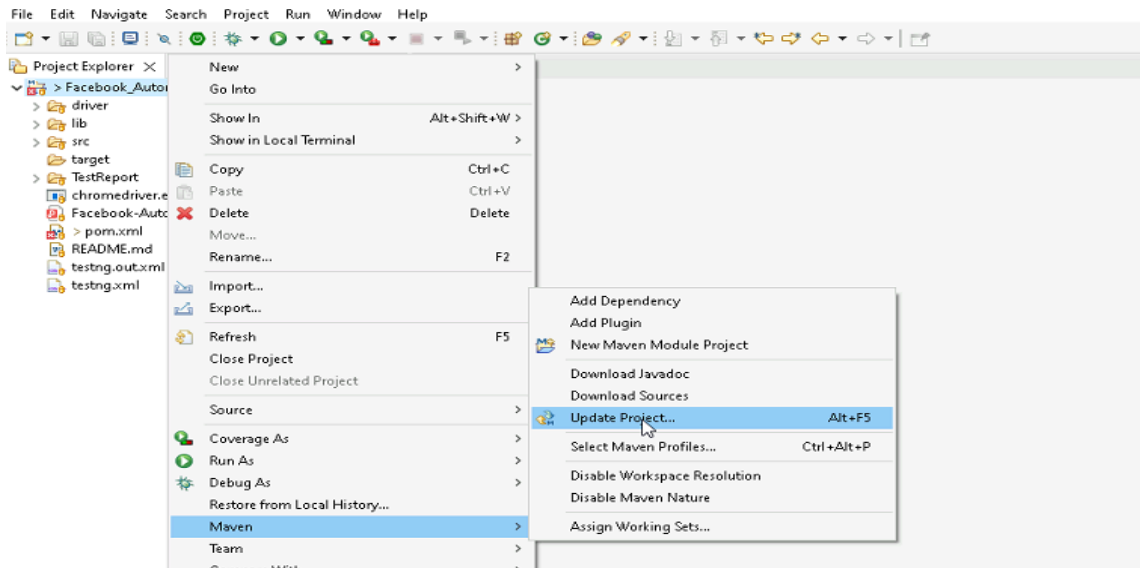 File Edit Navigate Search Project Run Window Help
Project Explorer
> Facebook_Autor
driver
lib
src
target
TestReport
chromedriver.e
Facebook-Autc
> pom.xml
README.md
testng.out.xml
testng.xml
New
Go Into
Show In Alt+Shift+W >
Show in Local Terminal
Copy Ctrl+C
Paste Ctrl+V
Delete Delete
Move...
Rename... F2
Import...
Export...
Refresh F5
Close Project
Close Unrelated Project
Source
Coverage As
Run As
Debug As
Restore from Local History...
Maven
Team
Add Dependency
Add Plugin
New Maven Module Project
Download Javadoc
Download Sources
Update Project... Alt+F5
Select Maven Profiles... Ctrl+Alt+P
Disable Workspace Resolution
Disable Maven Nature
Assign Working Sets...